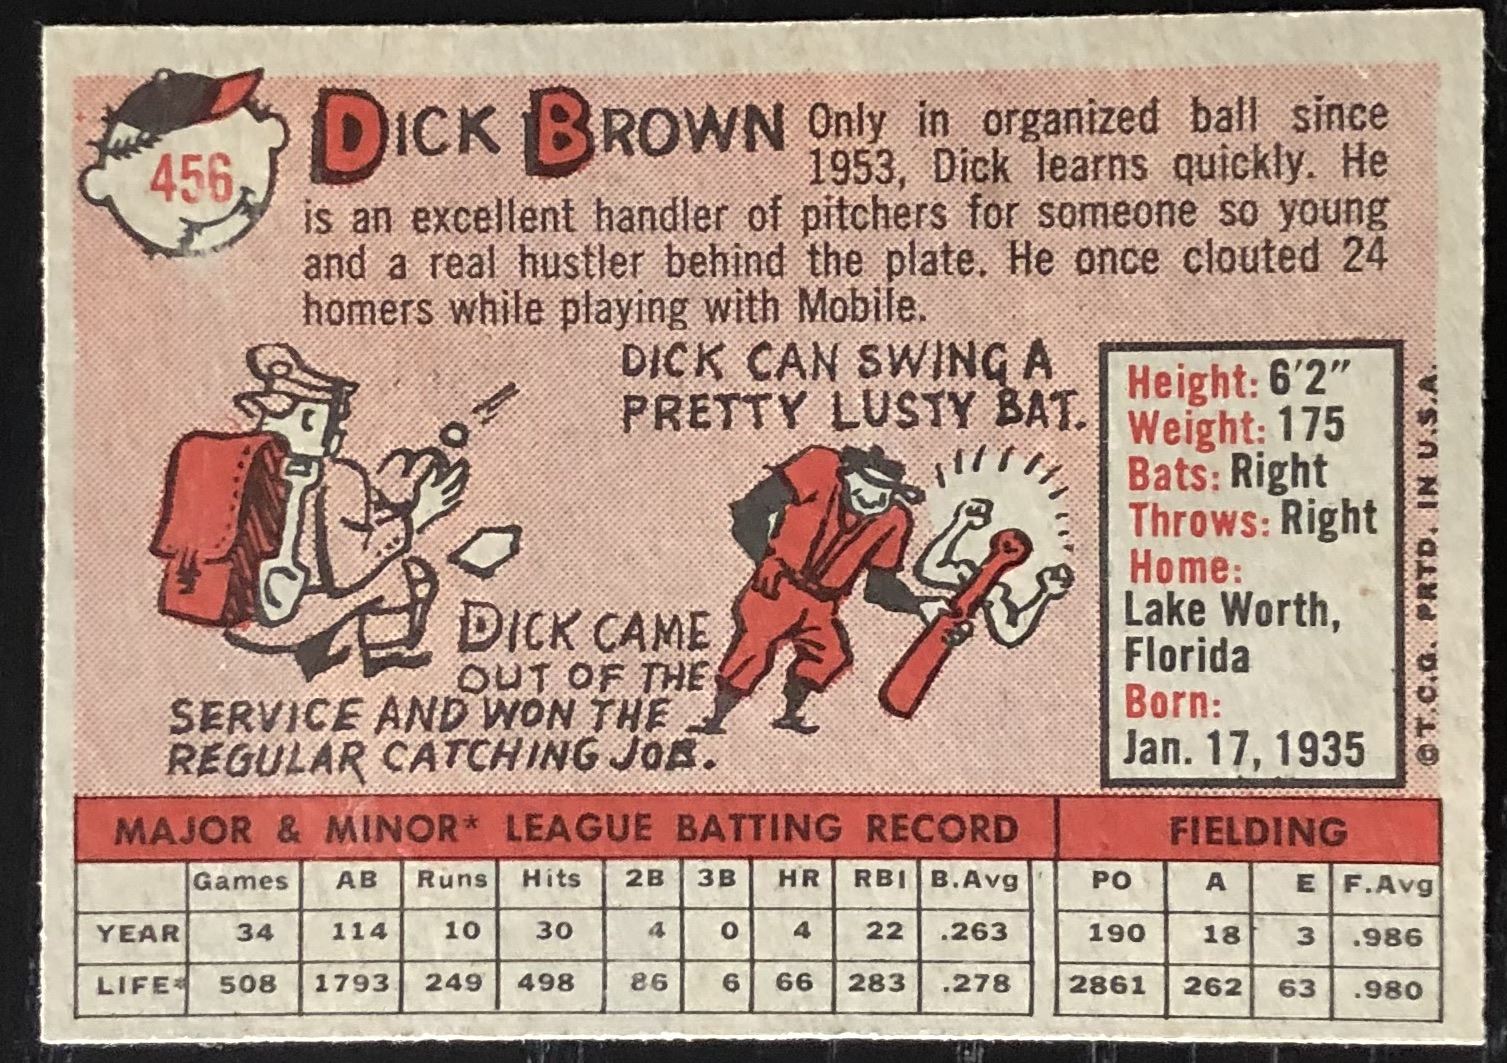 456
DICK BROWN Only in organized ball since
1953, Dick learns quickly. He
is an excellent handler of pitchers for someone so young
and a real hustler behind the plate. He once clouted 24
homers while playing with Mobile.
DICK CAN SWING A
PRETTY LUSTY BAT.
DICK CAME
OUT OF THE
SERVICE AND WON THE
REGULAR CATCHING JOB.
Height: 6'2"
Weight: 175
Bats: Right
Throws: Right
Home:
Lake Worth,
Florida
Born:
Jan. 17, 1935
©T.C.G. PRTD. IN U.S.A.
MAJOR & MINOR* LEAGUE BATTING RECORD FIELDING
Games AB Runs Hits 2B 3B HR RBI B.Avg PO A E F.Avg
YEAR 34 114 10 30 4 0 4 22 .263 190 18 3 .986
LIFE* 508 1793 249 498 86 6 66 283 .278 2861 262 63 .980